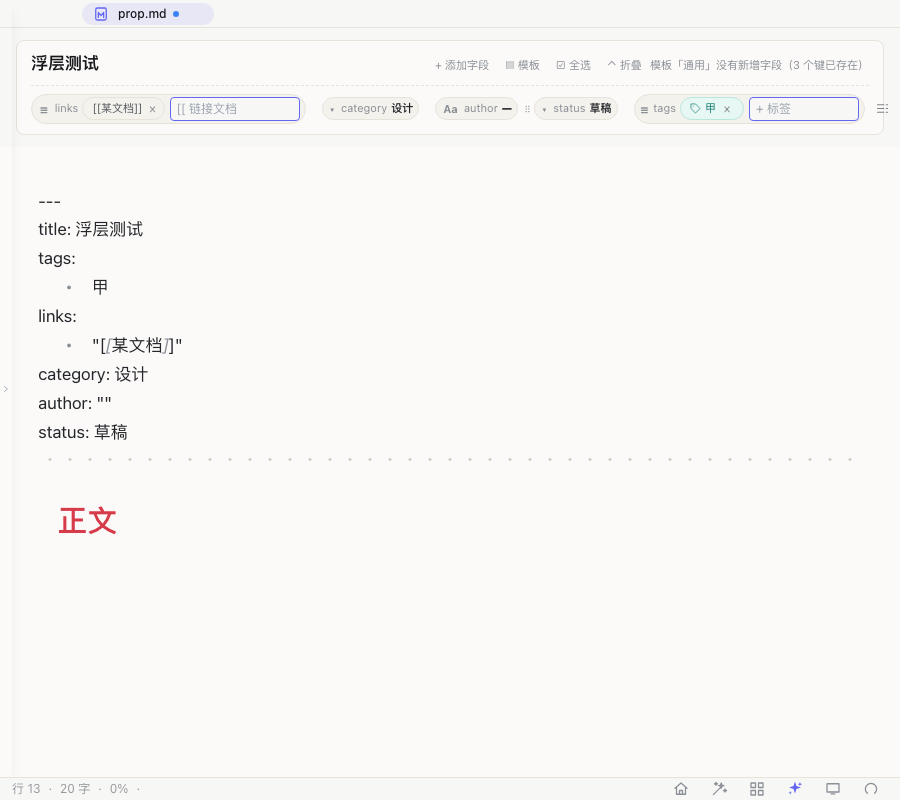 prop.md
浮层测试
+ 添加字段 模板 全选 折叠 模板「通用」没有新增字段（3 个键已存在）
links [[某文档]] × [[ 链接文档 category 设计 Aa author — status 草稿 tags 甲 × + 标签
---
title: 浮层测试
tags:
• 甲
links:
• "[[某文档]]"
category: 设计
author: ""
status: 草稿
正文
行 13 · 20 字 · 0% ·